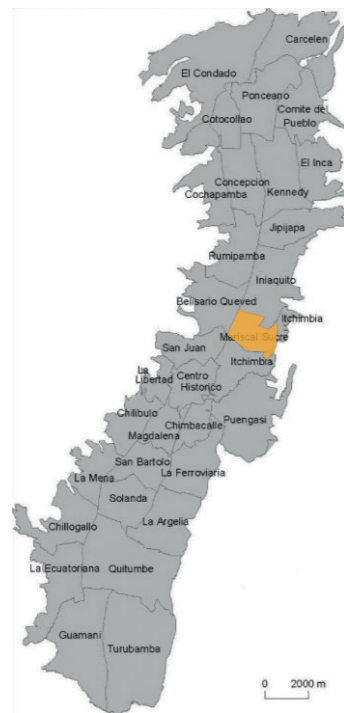 Carcelen
El Condado
Ponceano
Comite del
Pueblo
Cotocollao
El Inca
Concepcion
Cochapamba
Kennedy
Jipijapa
Rumipamba
Iniaquito
Belisario Queved
Itchimbia
Mariscal Sucre
San Juan
Itchimbia
La
Libertad
Centro
Historico
Chilibulo
Chimbacalle
Puengasi
Magdalena
San Bartolo
La Ferroviaria
La Mena
Solanda
La Argelia
Chillogallo
La Ecuatoriana
Quitumbe
Guamani
Turubamba
0 2000 m